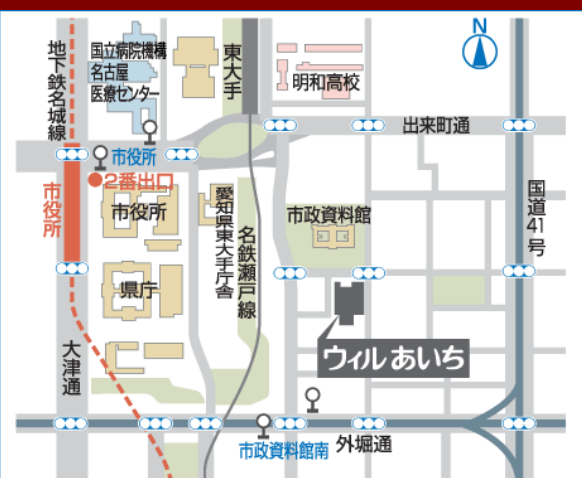 N
地下鉄名城線
国立病院機構
名古屋
医療センター
東大手
明和高校
出来町通
市役所
2番出口
市役所
市役所
愛知県東大手庁舎
名鉄瀬戸線
市政資料館
国道41号
県庁
ウィルあいち
大津通
市政資料館南
外堀通